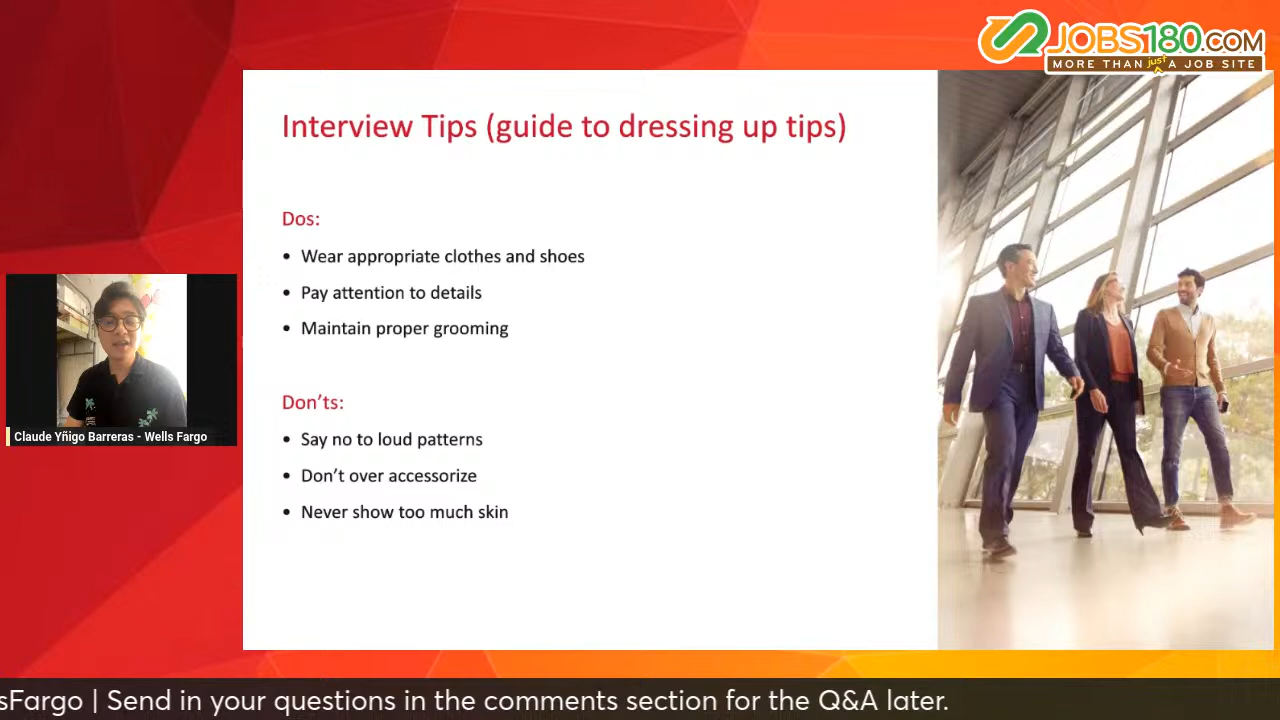 JOBS180.COM
MORE THAN just A JOB SITE
Interview Tips (guide to dressing up tips)
Dos:
• Wear appropriate clothes and shoes
• Pay attention to details
• Maintain proper grooming
Don’ts:
• Say no to loud patterns
• Don’t over accessorize
• Never show too much skin
Claude Yñigo Barreras - Wells Fargo
sFargo | Send in your questions in the comments section for the Q&A later.